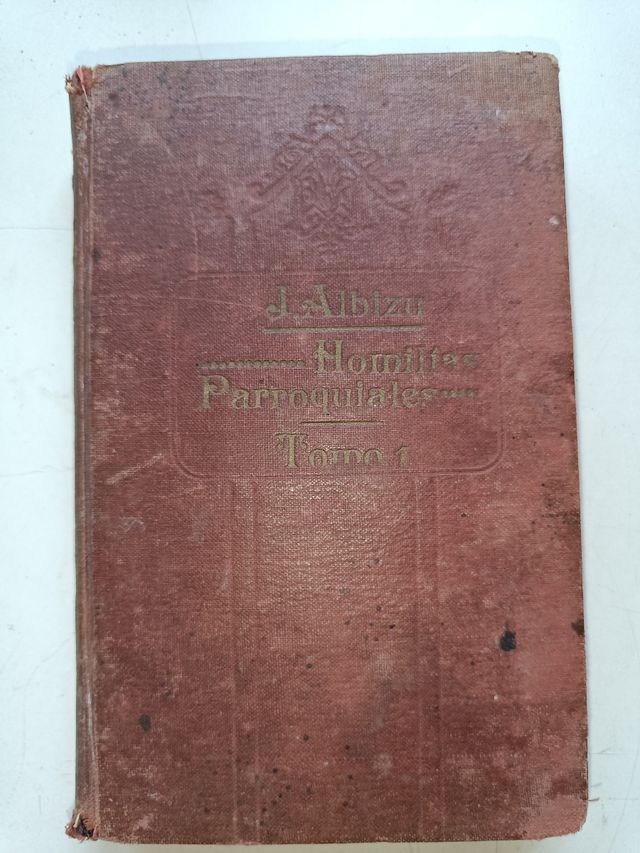 J. Albizu
Homilías
Parroquiales
Tomo 1